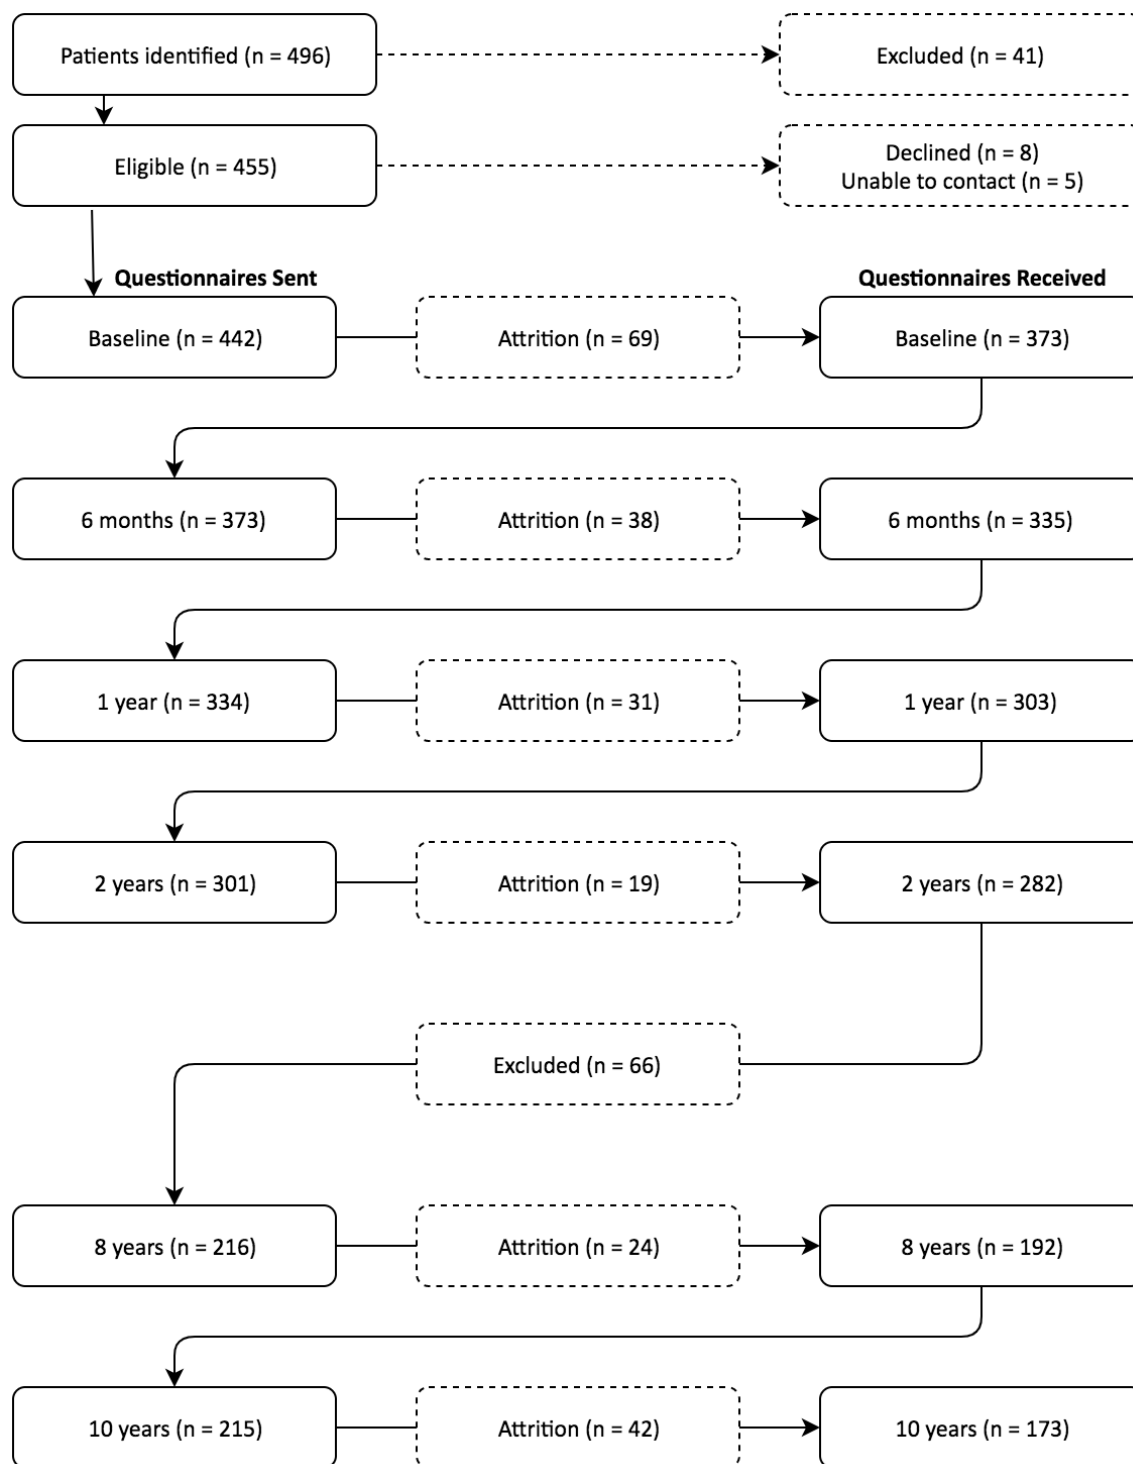 Patients identified (n = 496)
Excluded (n = 41)
Eligible (n = 455)
Declined (n = 8)
Unable to contact (n = 5)
Questionnaires Sent
Questionnaires Received
Baseline (n = 442)
Attrition (n = 69)
Baseline (n = 373)
6 months (n = 373)
Attrition (n = 38)
6 months (n = 335)
1 year (n = 334)
Attrition (n = 31)
1 year (n = 303)
2 years (n = 301)
Attrition (n = 19)
2 years (n = 282)
Excluded (n = 66)
8 years (n = 216)
Attrition (n = 24)
8 years (n = 192)
10 years (n = 215)
Attrition (n = 42)
10 years (n = 173)